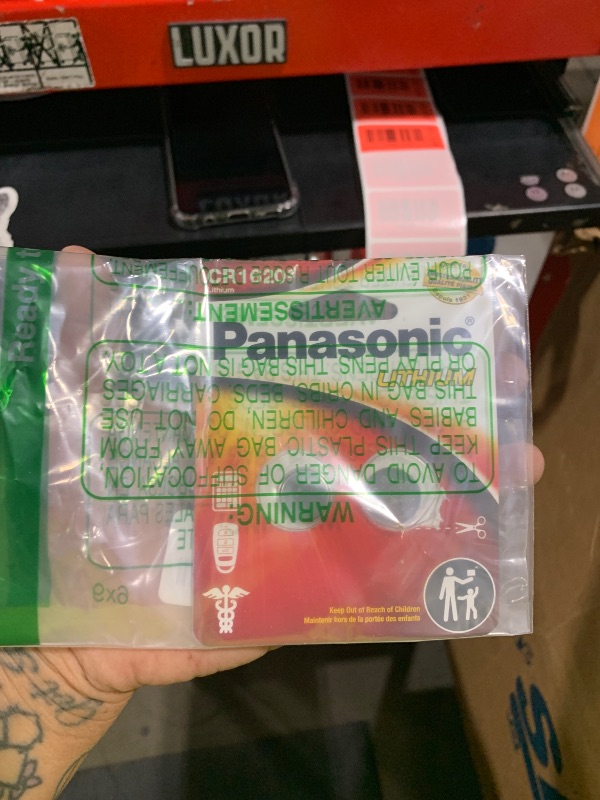 LUXOR
Ready t
CR1620
Lithium
POUR ÉVITER TOUT
AVERTISSEMENT:
Panasonic®
LITHIUM
WARNING:
TO AVOID DANGER OF SUFFOCATION,
KEEP THIS PLASTIC BAG AWAY FROM
BABIES AND CHILDREN. DO NOT USE
THIS BAG IN CRIBS, BEDS, CARRIAGES
OR PLAY PENS. THIS BAG IS NOT A TOY.
6x9
Keep Out of Reach of Children
Maintenir hors de la portée des enfants